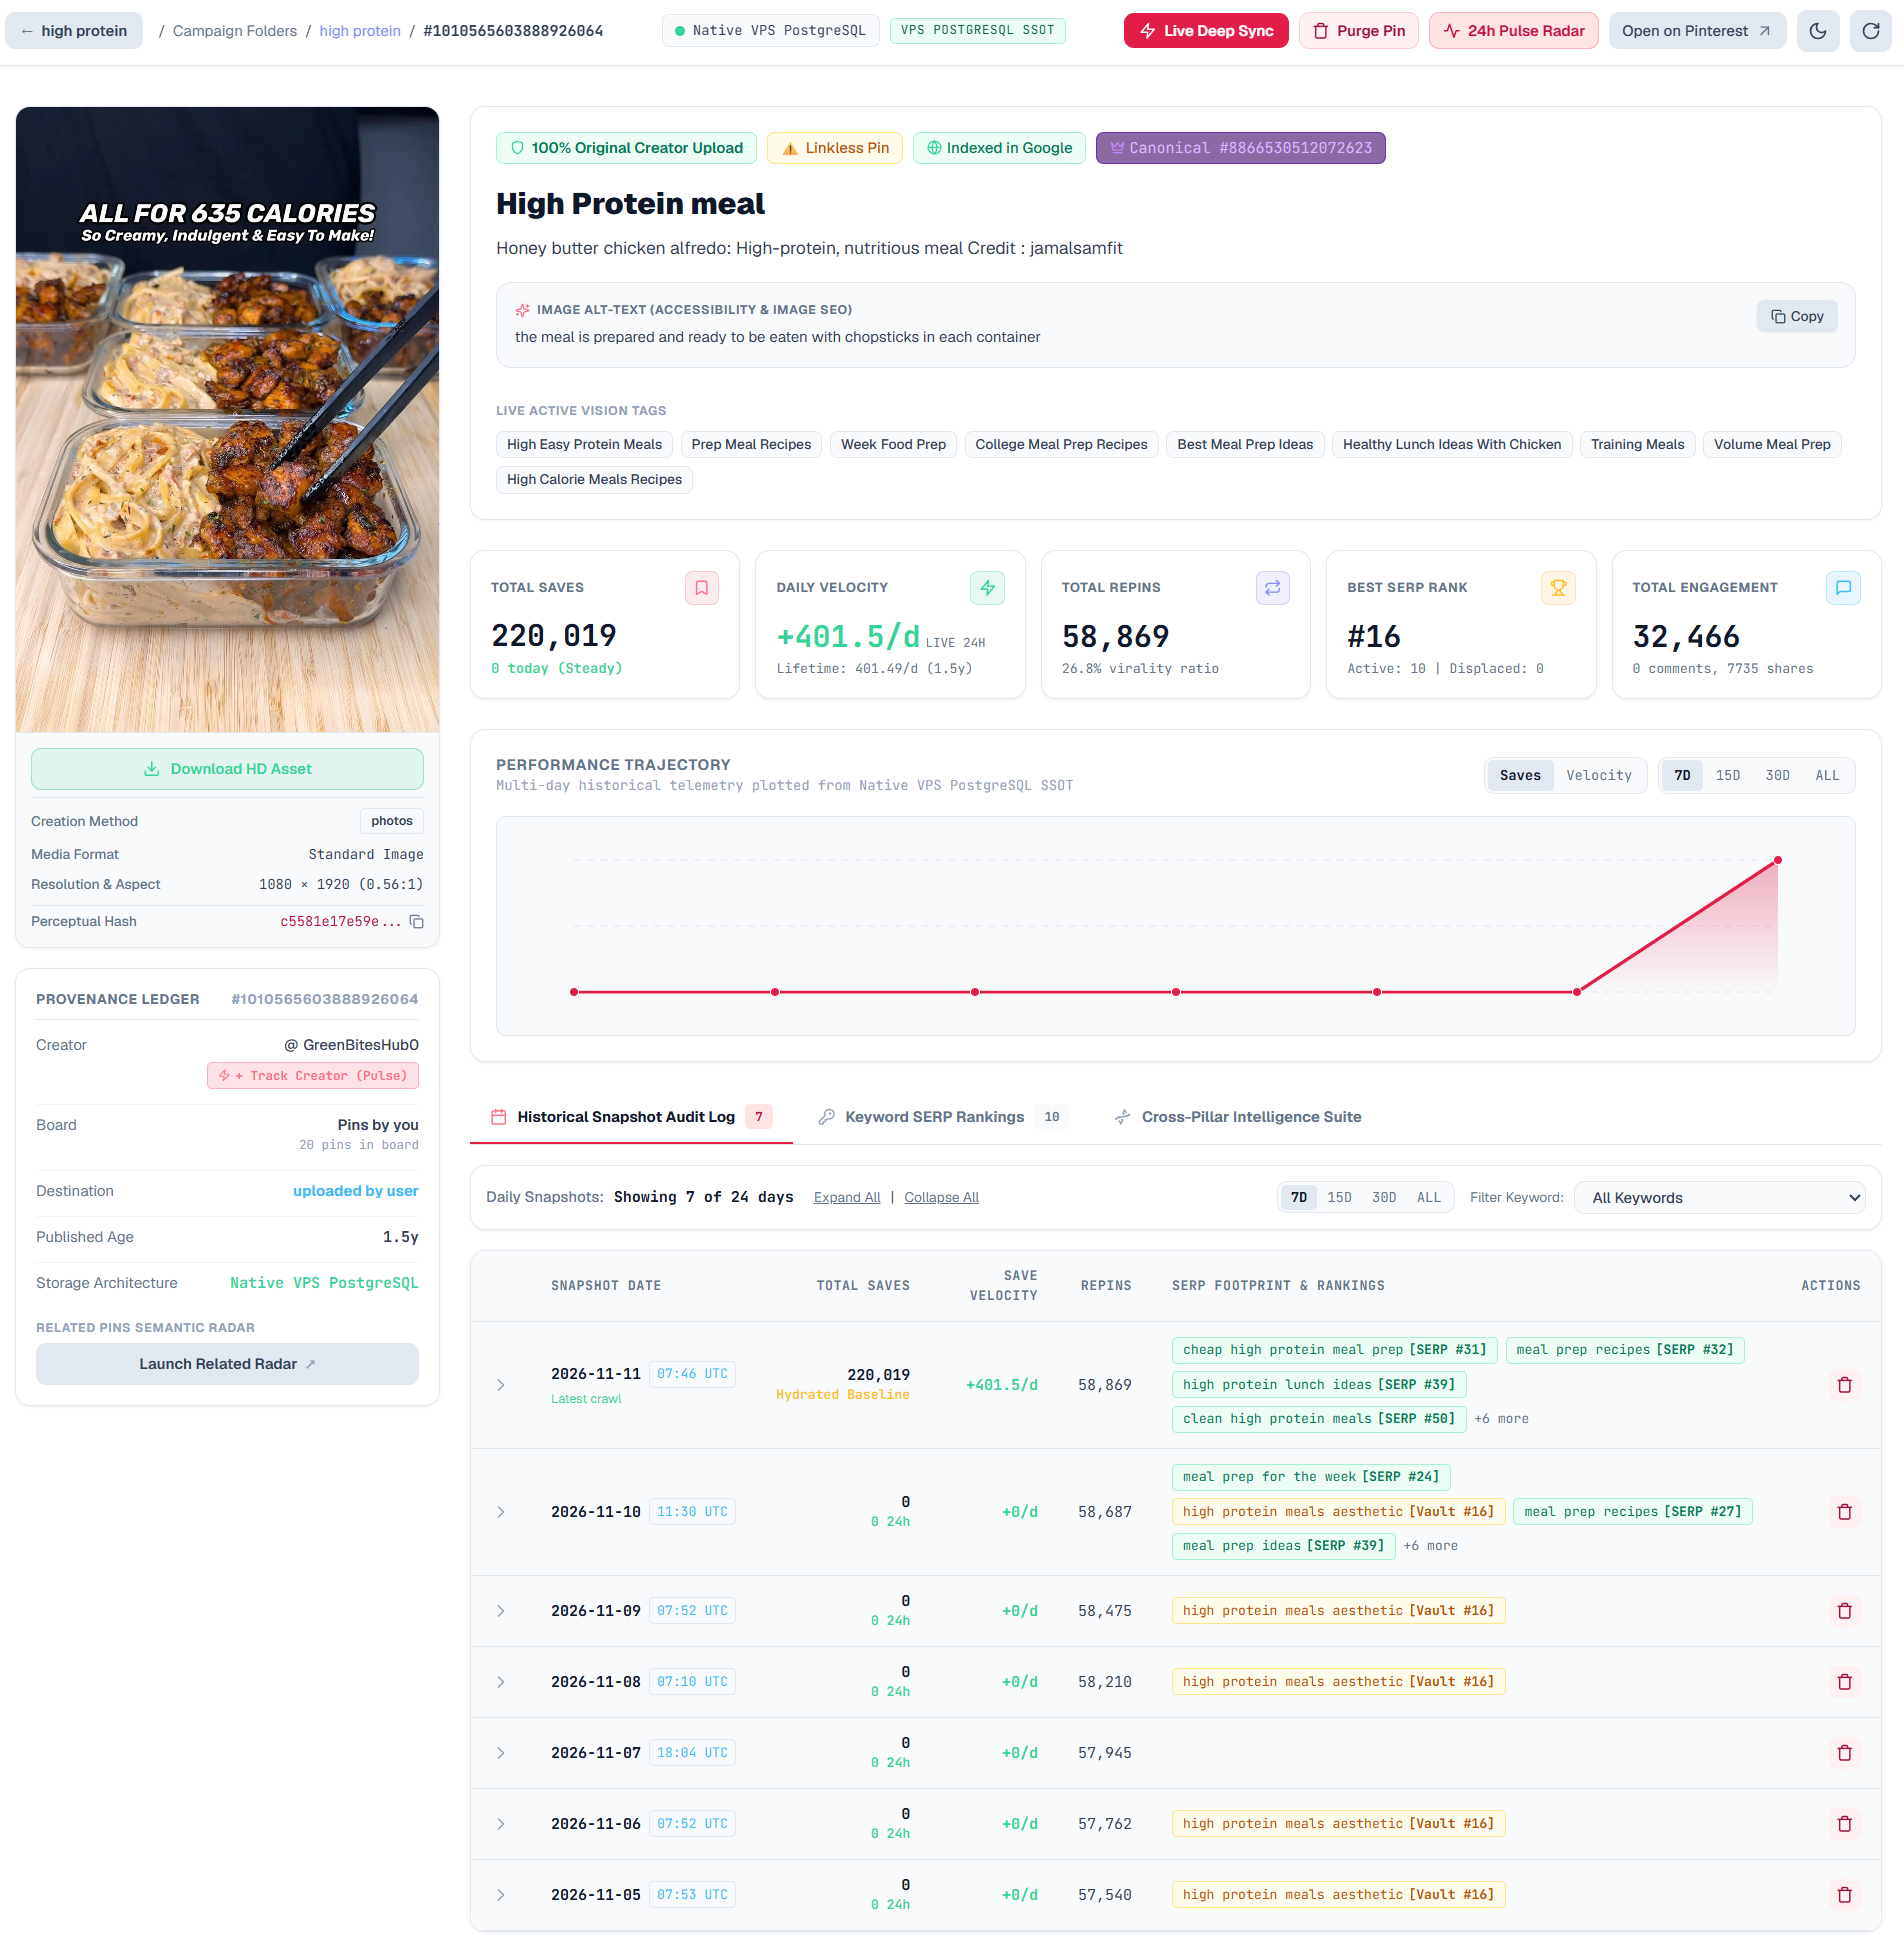 ← high protein / Campaign Folders / high protein / #1010565603888926064 Native VPS PostgreSQL VPS POSTGRESQL SSOT Live Deep Sync Purge Pin 24h Pulse Radar Open on Pinterest
ALL FOR 635 CALORIES
So Creamy, Indulgent & Easy To Make!
Download HD Asset
Creation Method photos
Media Format Standard Image
Resolution & Aspect 1080 × 1920 (0.56:1)
Perceptual Hash c5581e17e59e...
PROVENANCE LEDGER #1010565603888926064
Creator @ GreenBitesHub0
+ Track Creator (Pulse)
Board Pins by you
20 pins in board
Destination uploaded by user
Published Age 1.5y
Storage Architecture Native VPS PostgreSQL
RELATED PINS SEMANTIC RADAR
Launch Related Radar ↗
100% Original Creator Upload Linkless Pin Indexed in Google Canonical #8866530512072623
High Protein meal
Honey butter chicken alfredo: High-protein, nutritious meal Credit : jamalsamfit
IMAGE ALT-TEXT (ACCESSIBILITY & IMAGE SEO)
the meal is prepared and ready to be eaten with chopsticks in each container
Copy
LIVE ACTIVE VISION TAGS
High Easy Protein Meals Prep Meal Recipes Week Food Prep College Meal Prep Recipes Best Meal Prep Ideas Healthy Lunch Ideas With Chicken Training Meals Volume Meal Prep
High Calorie Meals Recipes
TOTAL SAVES
220,019
0 today (Steady)
DAILY VELOCITY
+401.5/d LIVE 24H
Lifetime: 401.49/d (1.5y)
TOTAL REPINS
58,869
26.8% virality ratio
BEST SERP RANK
#16
Active: 10 | Displaced: 0
TOTAL ENGAGEMENT
32,466
0 comments, 7735 shares
PERFORMANCE TRAJECTORY
Multi-day historical telemetry plotted from Native VPS PostgreSQL SSOT
Saves Velocity 7D 15D 30D ALL
Historical Snapshot Audit Log 7 Keyword SERP Rankings 10 Cross-Pillar Intelligence Suite
Daily Snapshots: Showing 7 of 24 days Expand All | Collapse All 7D 15D 30D ALL Filter Keyword: All Keywords
SNAPSHOT DATE TOTAL SAVES SAVE VELOCITY REPINS SERP FOOTPRINT & RANKINGS ACTIONS
2026-11-11 07:46 UTC
Latest crawl
220,019
Hydrated Baseline
+401.5/d 58,869
cheap high protein meal prep [SERP #31] meal prep recipes [SERP #32]
high protein lunch ideas [SERP #39]
clean high protein meals [SERP #50] +6 more
2026-11-10 11:30 UTC
0
0 24h
+0/d 58,687
meal prep for the week [SERP #24]
high protein meals aesthetic [Vault #16] meal prep recipes [SERP #27]
meal prep ideas [SERP #39] +6 more
2026-11-09 07:52 UTC
0
0 24h
+0/d 58,475 high protein meals aesthetic [Vault #16]
2026-11-08 07:10 UTC
0
0 24h
+0/d 58,210 high protein meals aesthetic [Vault #16]
2026-11-07 18:04 UTC
0
0 24h
+0/d 57,945
2026-11-06 07:52 UTC
0
0 24h
+0/d 57,762 high protein meals aesthetic [Vault #16]
2026-11-05 07:53 UTC
0
0 24h
+0/d 57,540 high protein meals aesthetic [Vault #16]